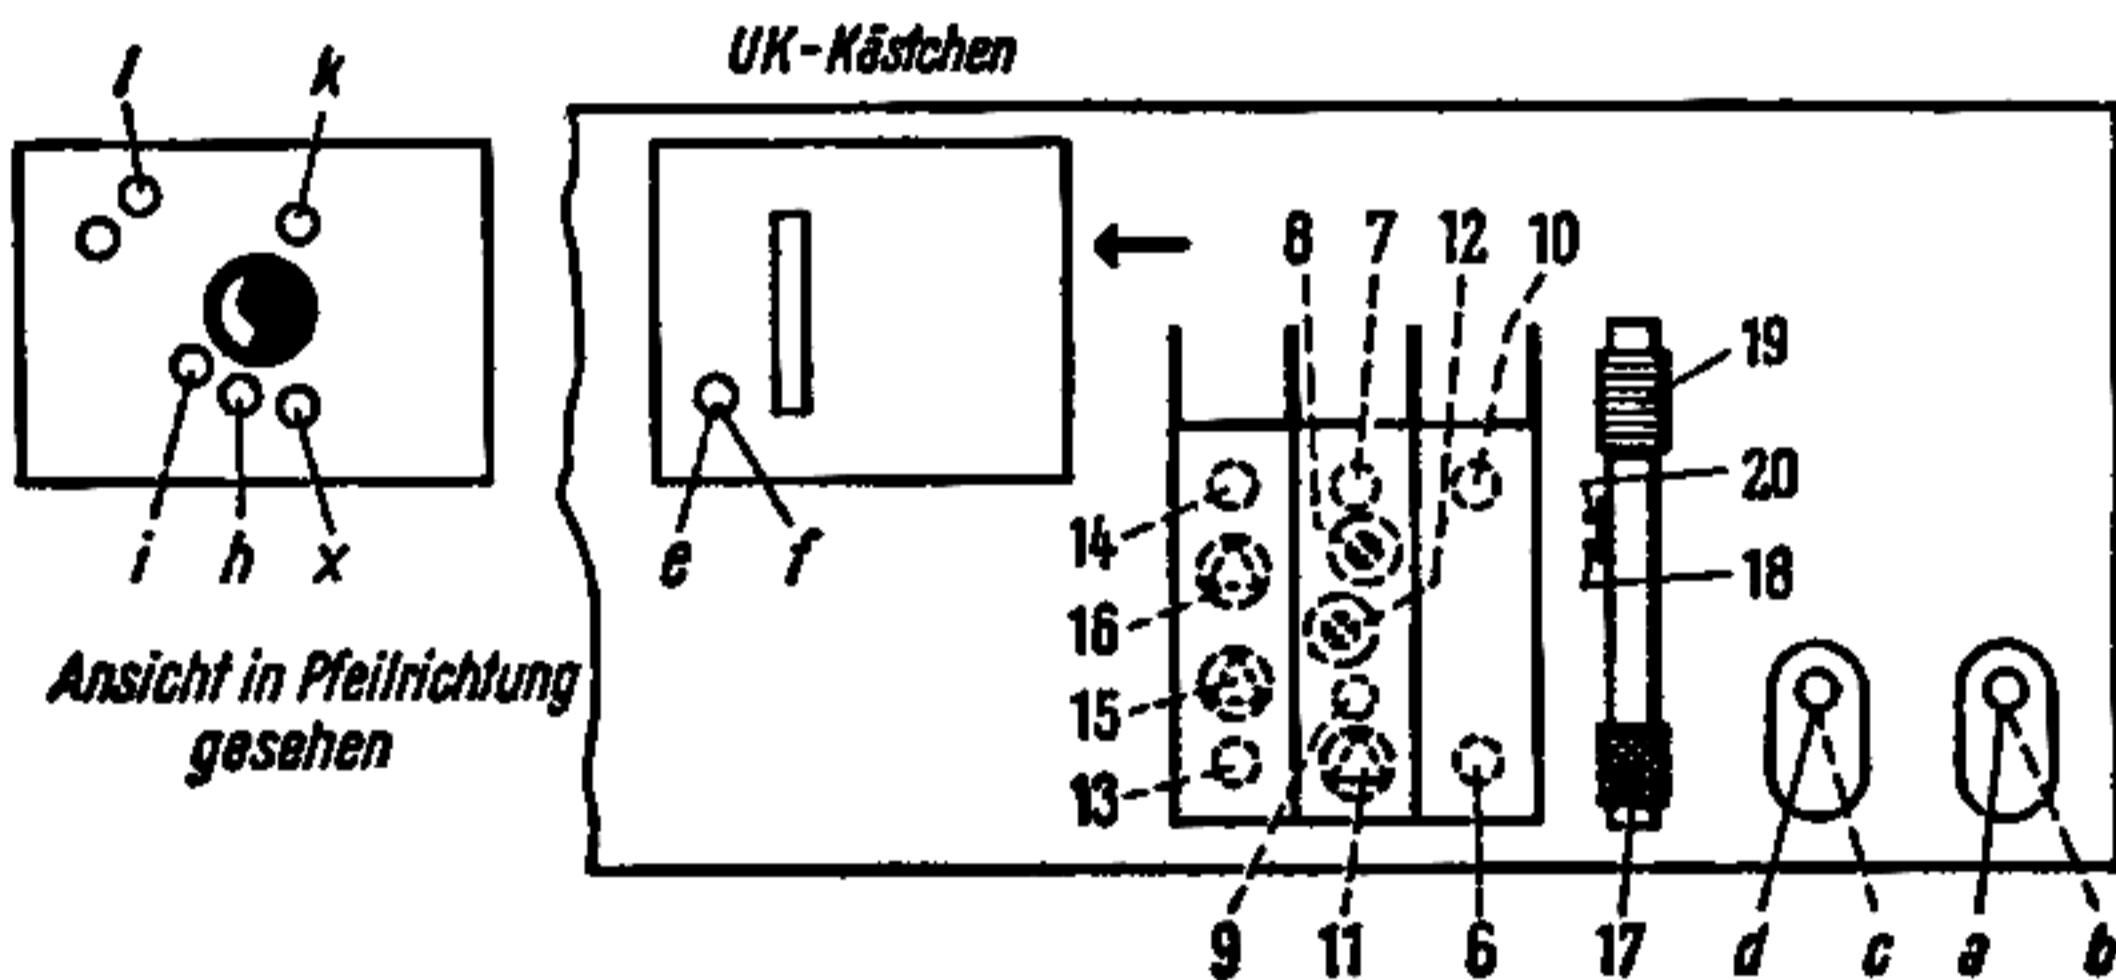 UK-Kästchen
l k
8 7 12 10
19
20
14
18
i h x
e f
16
Ansicht in Pfeilrichtung
gesehen
15
13
9 11 6 17 d c a b